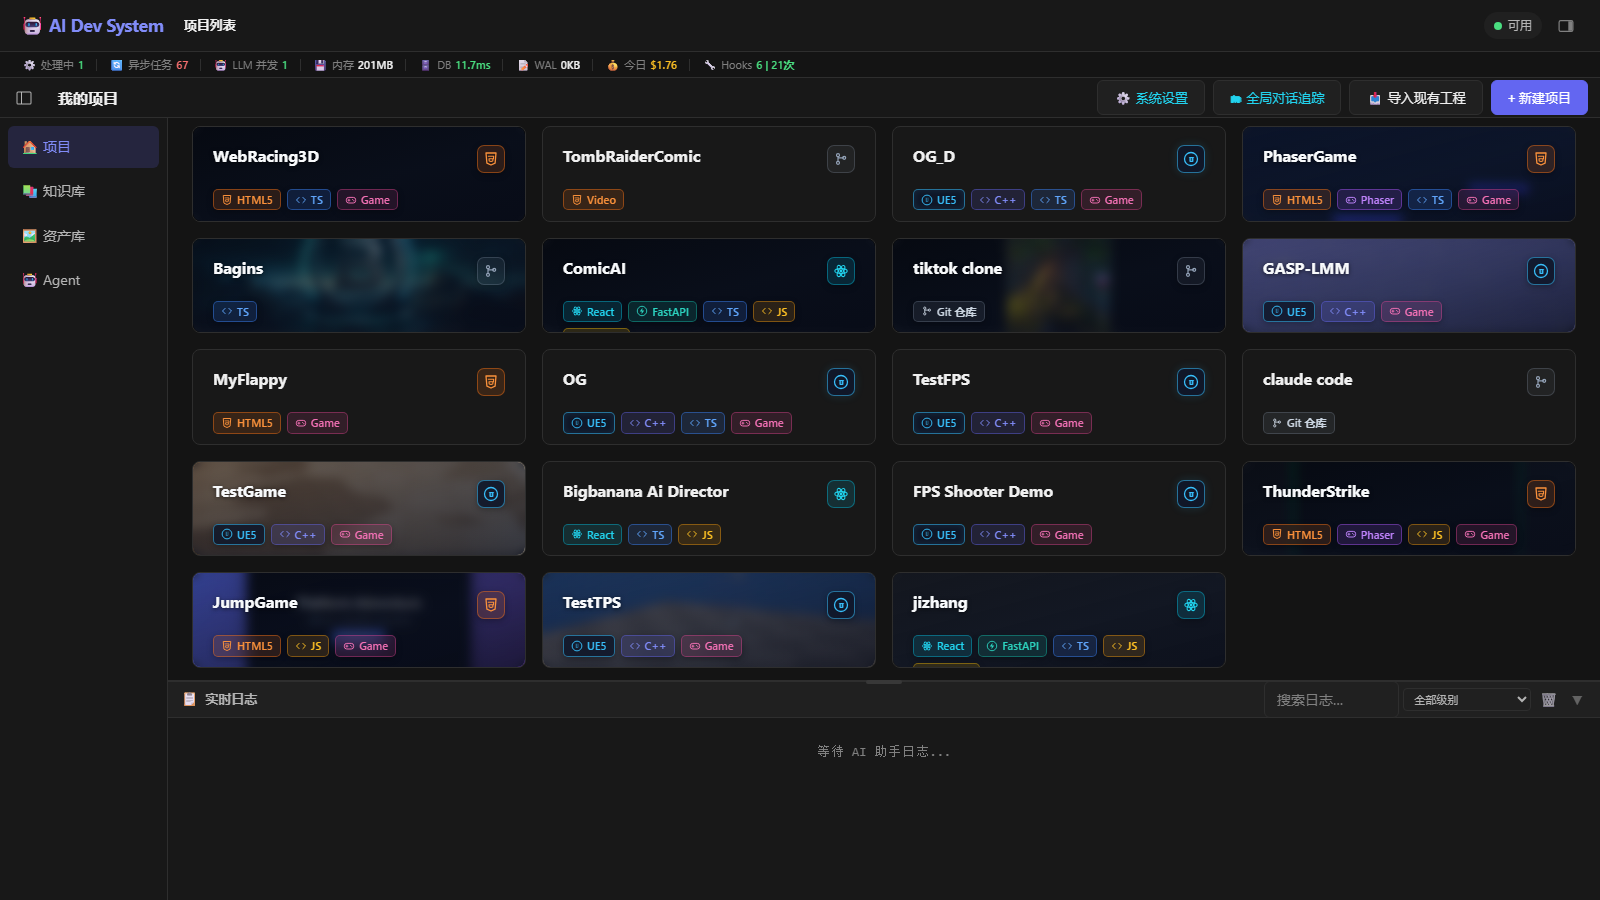 AI Dev System 项目列表 可用
处理中 1 异步任务 67 LLM 并发 1 内存 201MB DB 11.7ms WAL 0KB 今日 $1.76 Hooks 6 | 21次
我的项目 系统设置 全局对话追踪 导入现有工程 + 新建项目
项目
知识库
资产库
Agent
WebRacing3D
HTML5 TS Game
TombRaiderComic
Video
OG_D
UE5 C++ TS Game
PhaserGame
HTML5 Phaser TS Game
Bagins
TS
ComicAI
React FastAPI TS JS
tiktok clone
Git 仓库
GASP-LMM
UE5 C++ Game
MyFlappy
HTML5 Game
OG
UE5 C++ TS Game
TestFPS
UE5 C++ Game
claude code
Git 仓库
TestGame
UE5 C++ Game
Bigbanana Ai Director
React TS JS
FPS Shooter Demo
UE5 C++ Game
ThunderStrike
HTML5 Phaser JS Game
JumpGame
HTML5 JS Game
TestTPS
UE5 C++ Game
jizhang
React FastAPI TS JS
实时日志 搜索日志... 全部级别
等待 AI 助手日志...